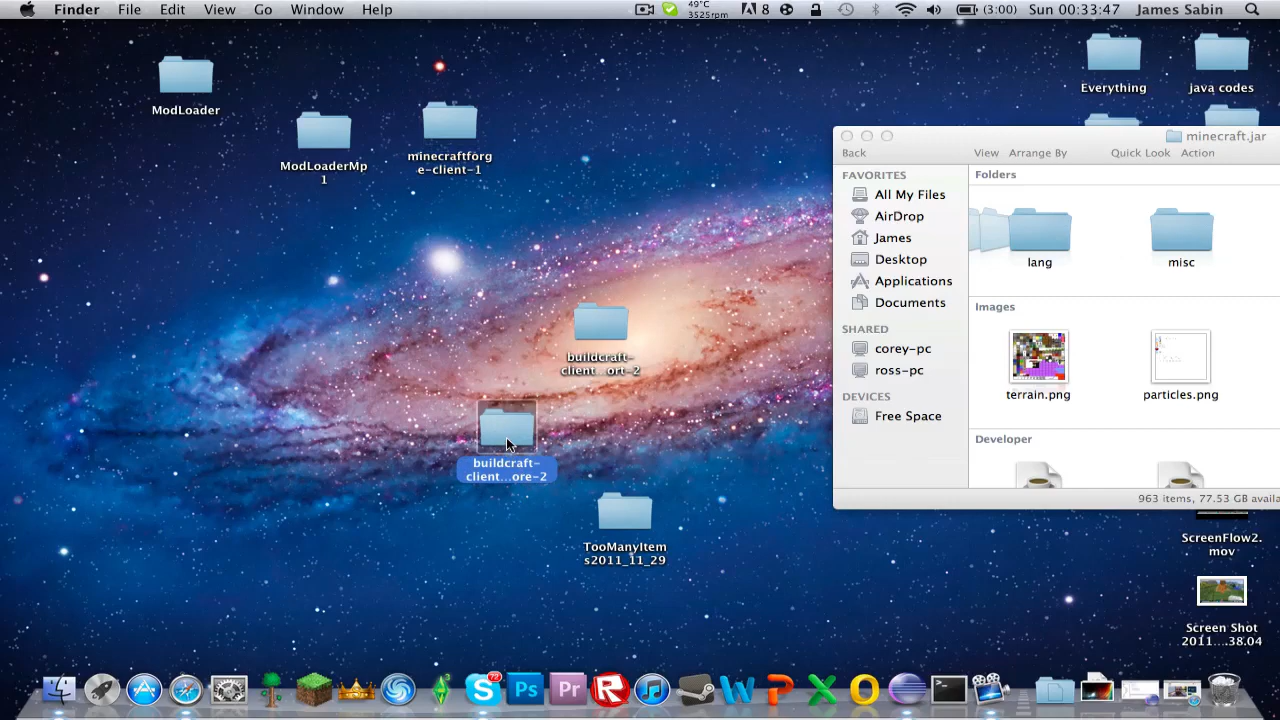 Finder File Edit View Go Window Help
49°C
3525rpm
8
(3:00) Sun 00:33:47 James Sabin
ModLoader
ModLoaderMp
1
minecraftforg
e-client-1
Everything
java codes
minecraft.jar
Back View Arrange By Quick Look Action
FAVORITES
All My Files
AirDrop
James
Desktop
Applications
Documents
SHARED
corey-pc
ross-pc
DEVICES
Free Space
Folders
lang
misc
Images
terrain.png
particles.png
Developer
963 items, 77.53 GB availa
buildcraft-
client...ort-2
buildcraft-
client...ore-2
TooManyItem
s2011_11_29
ScreenFlow2.
mov
Screen Shot
2011....38.04
72
Ps
Pr